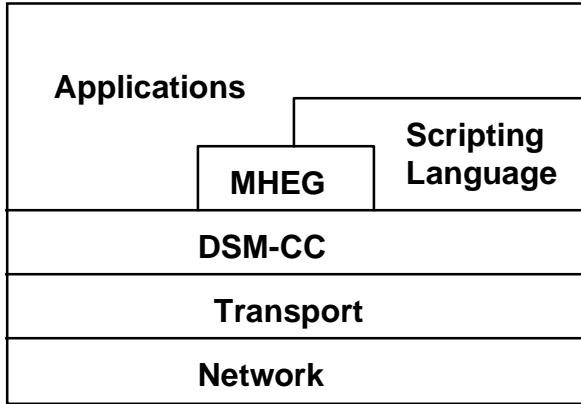 Applications
Scripting
Language
MHEG
DSM-CC
Transport
Network